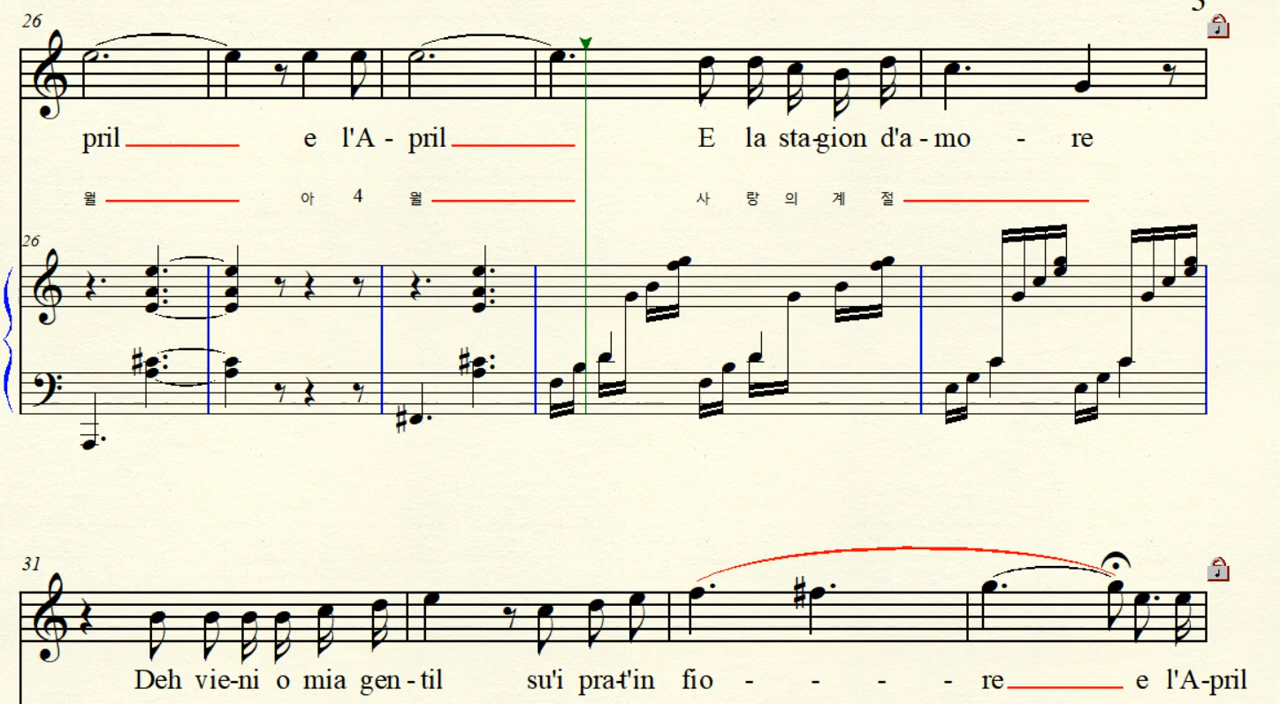 26
pril e l'A - pril E la sta-gion d'a - mo - re
월 아 4 월 사 랑 의 계 절
26
31
Deh vie-ni o mia gen - til su'i pra-t'in fio - - - - re e l'A-pril